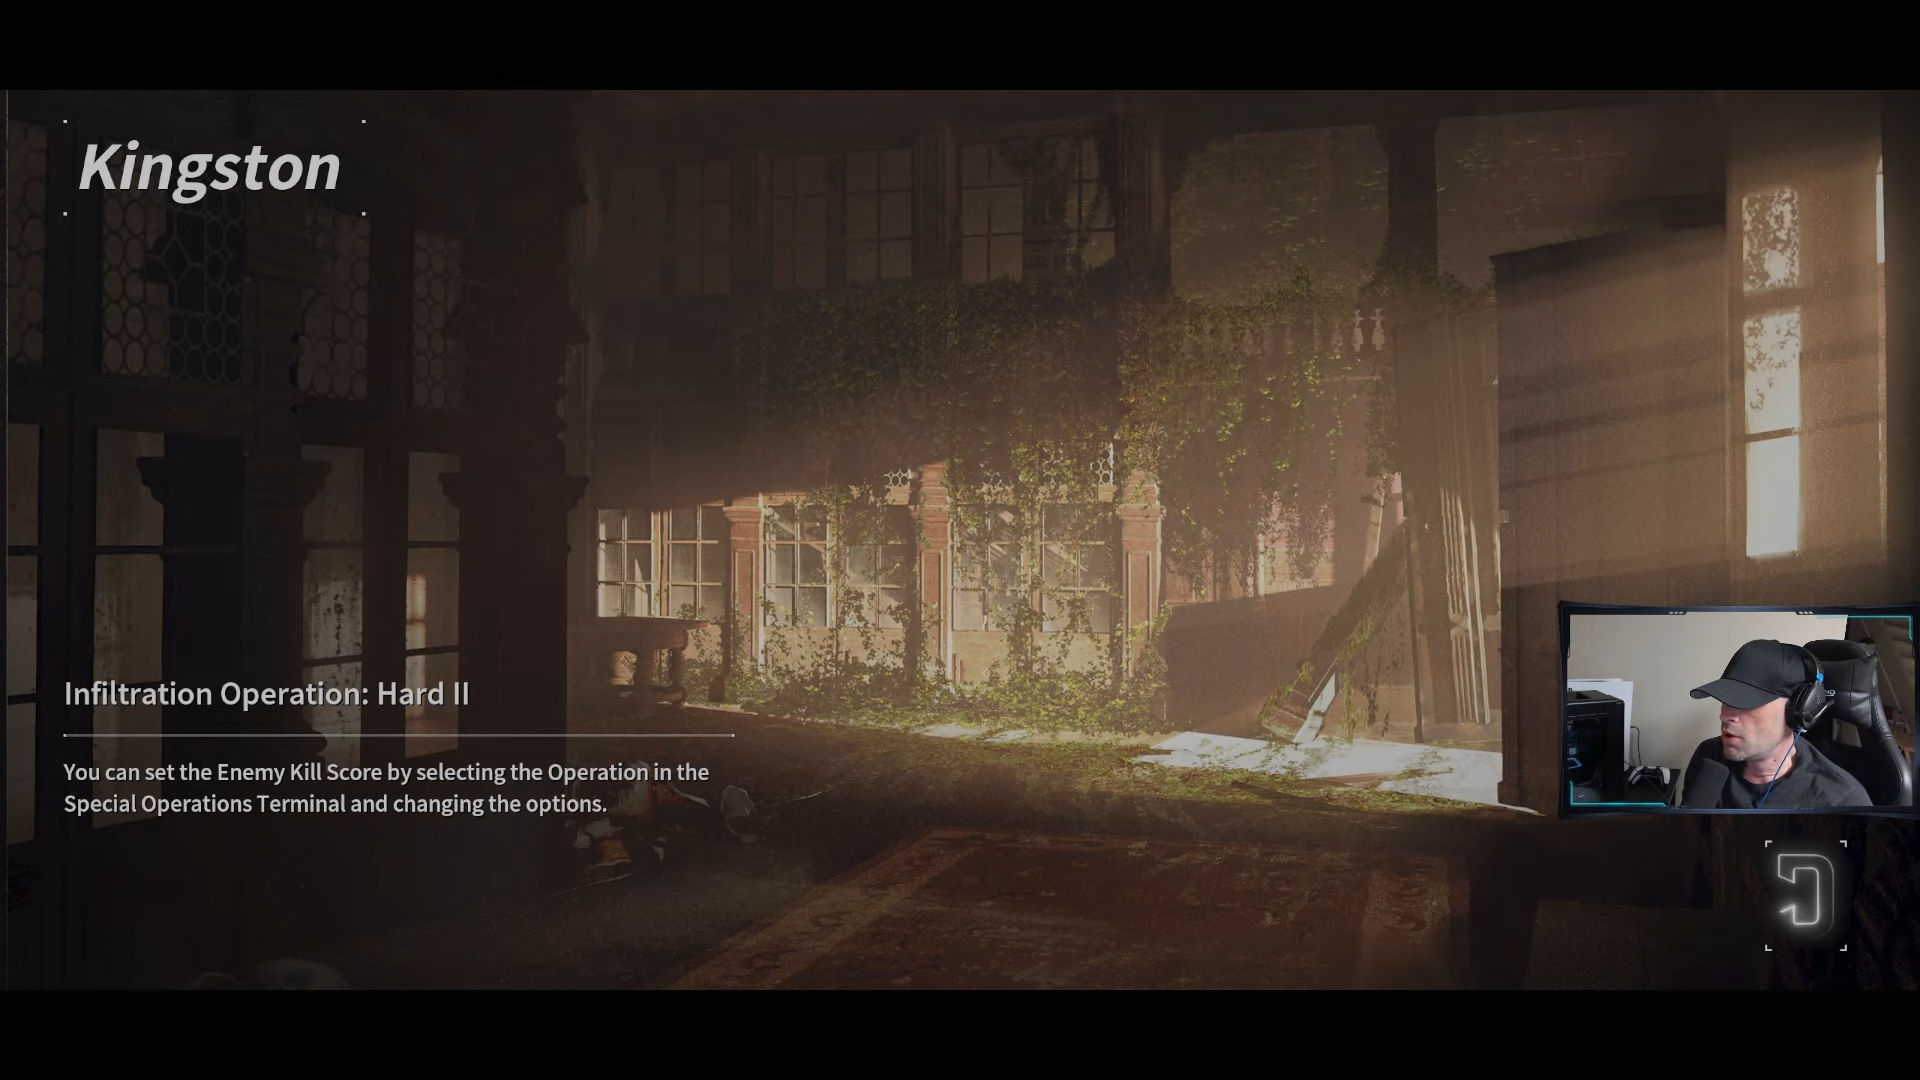 Kingston
Infiltration Operation: Hard II
You can set the Enemy Kill Score by selecting the Operation in the
Special Operations Terminal and changing the options.